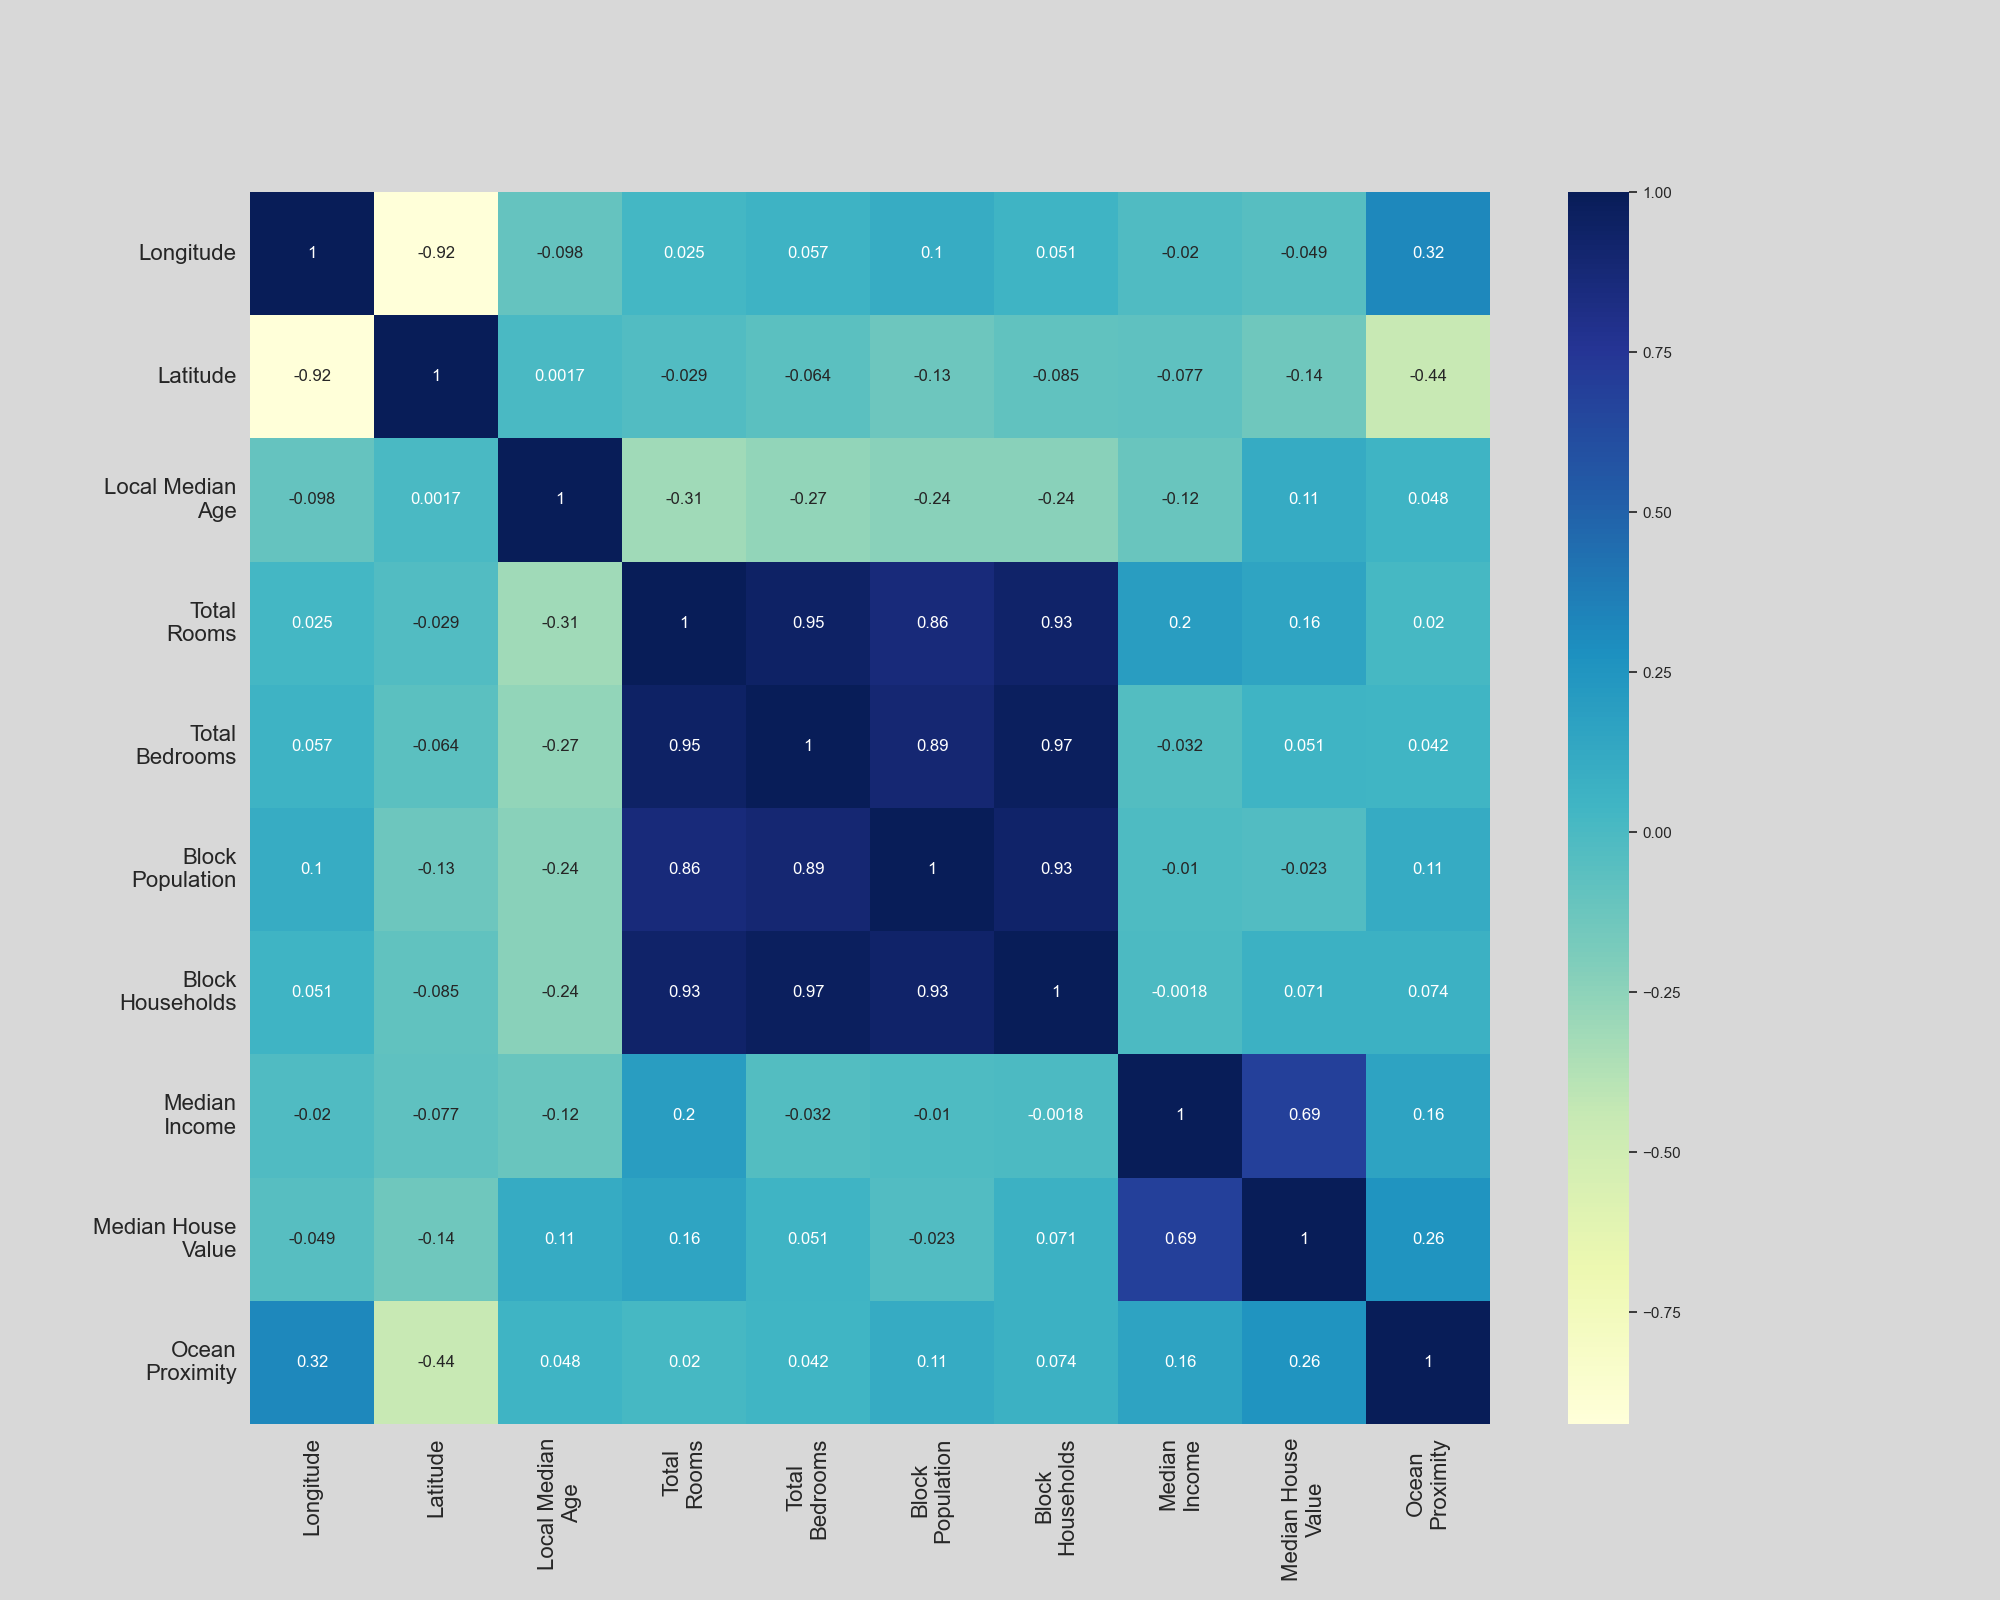 Longitude 1 -0.92 -0.098 0.025 0.057 0.1 0.051 -0.02 -0.049 0.32
Latitude -0.92 1 0.0017 -0.029 -0.064 -0.13 -0.085 -0.077 -0.14 -0.44
Local Median
Age
-0.098 0.0017 1 -0.31 -0.27 -0.24 -0.24 -0.12 0.11 0.048
Total
Rooms
0.025 -0.029 -0.31 1 0.95 0.86 0.93 0.2 0.16 0.02
Total
Bedrooms
0.057 -0.064 -0.27 0.95 1 0.89 0.97 -0.032 0.051 0.042
Block
Population
0.1 -0.13 -0.24 0.86 0.89 1 0.93 -0.01 -0.023 0.11
Block
Households
0.051 -0.085 -0.24 0.93 0.97 0.93 1 -0.0018 0.071 0.074
Median
Income
-0.02 -0.077 -0.12 0.2 -0.032 -0.01 -0.0018 1 0.69 0.16
Median House
Value
-0.049 -0.14 0.11 0.16 0.051 -0.023 0.071 0.69 1 0.26
Ocean
Proximity
0.32 -0.44 0.048 0.02 0.042 0.11 0.074 0.16 0.26 1
Longitude
Latitude
Local Median
Age
Total
Rooms
Total
Bedrooms
Block
Population
Block
Households
Median
Income
Median House
Value
Ocean
Proximity
1.00
0.75
0.50
0.25
0.00
−0.25
−0.50
−0.75